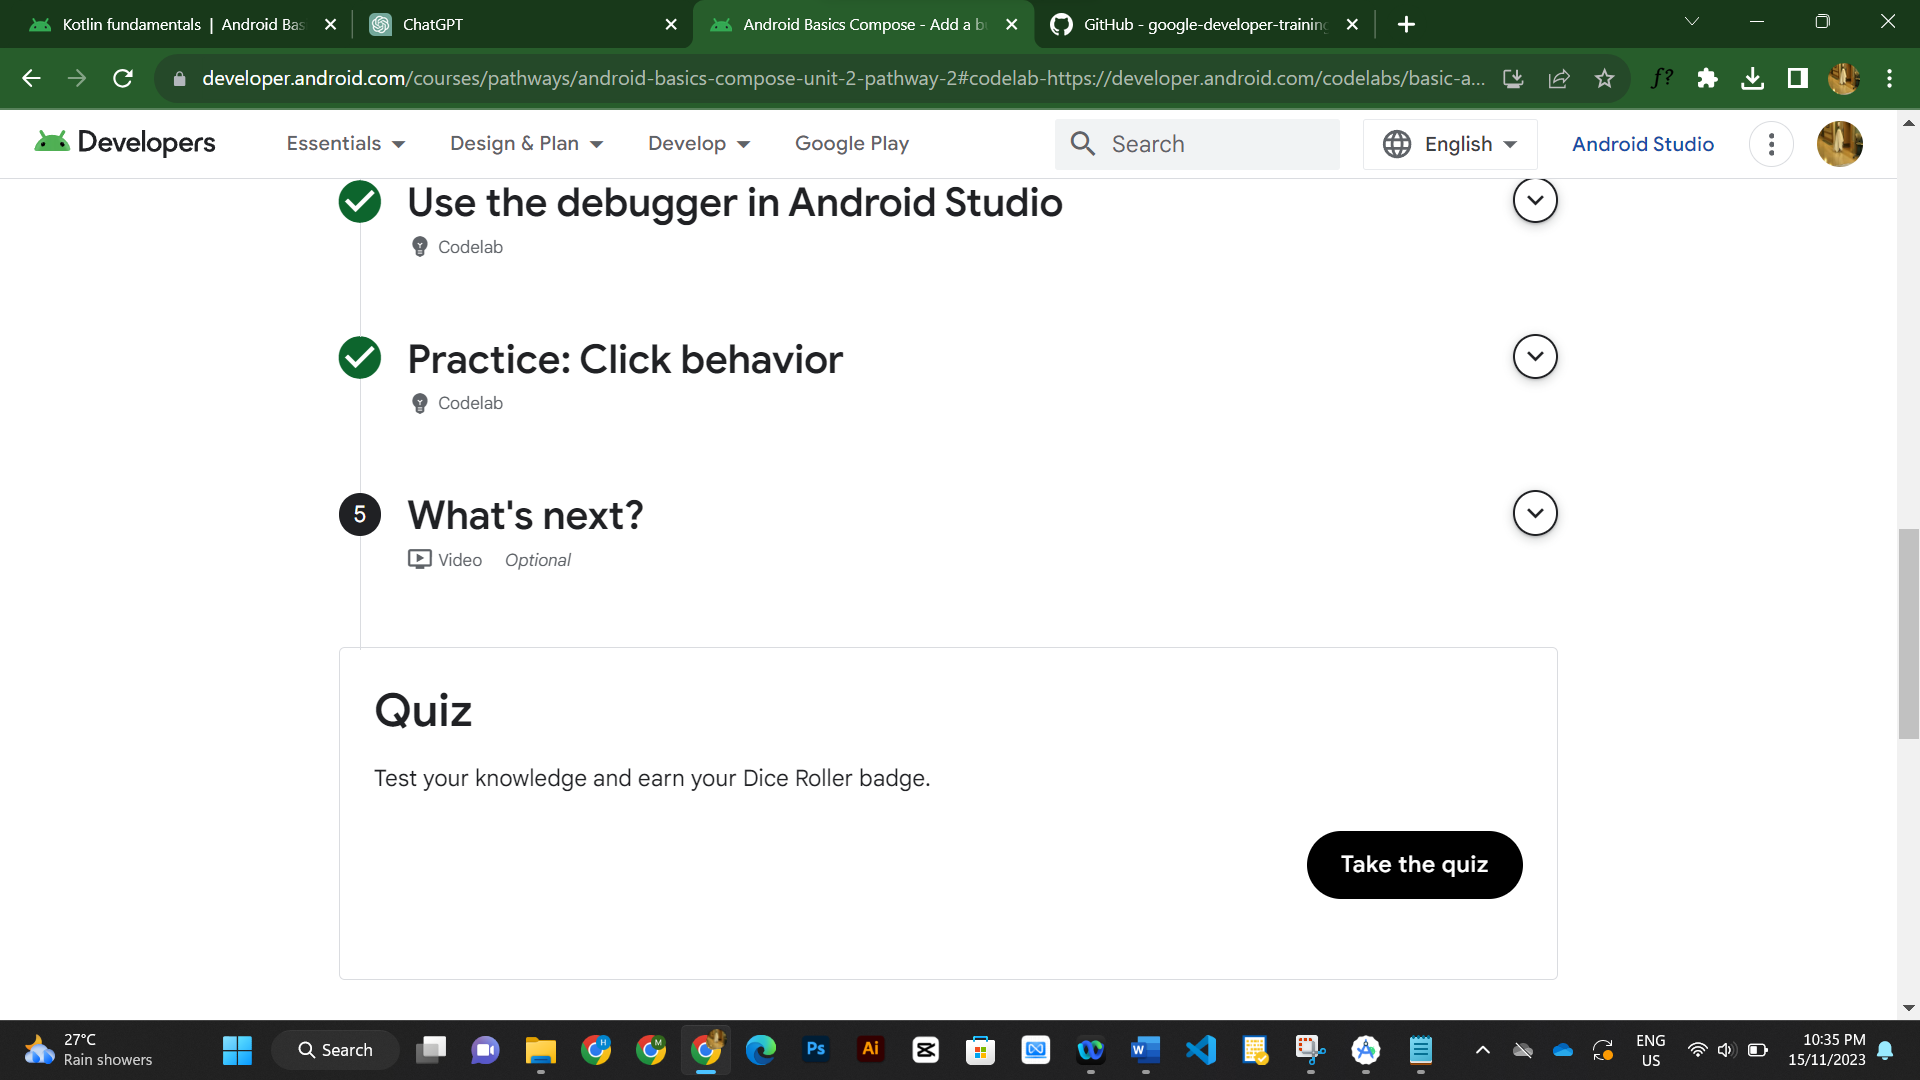 Kotlin fundamentals | Android Bas
ChatGPT
Android Basics Compose - Add a bu
GitHub - google-developer-training
developer.android.com/courses/pathways/android-basics-compose-unit-2-pathway-2#codelab-https://developer.android.com/codelabs/basic-a...
f?
Developers
Essentials
Design & Plan
Develop
Google Play
Search
English
Android Studio
Use the debugger in Android Studio
Codelab
Practice: Click behavior
Codelab
5
What's next?
Video
Optional
Quiz
Test your knowledge and earn your Dice Roller badge.
Take the quiz
27°C
Rain showers
Search
H
M
Ps
Ai
W
ENG
US
10:35 PM
15/11/2023